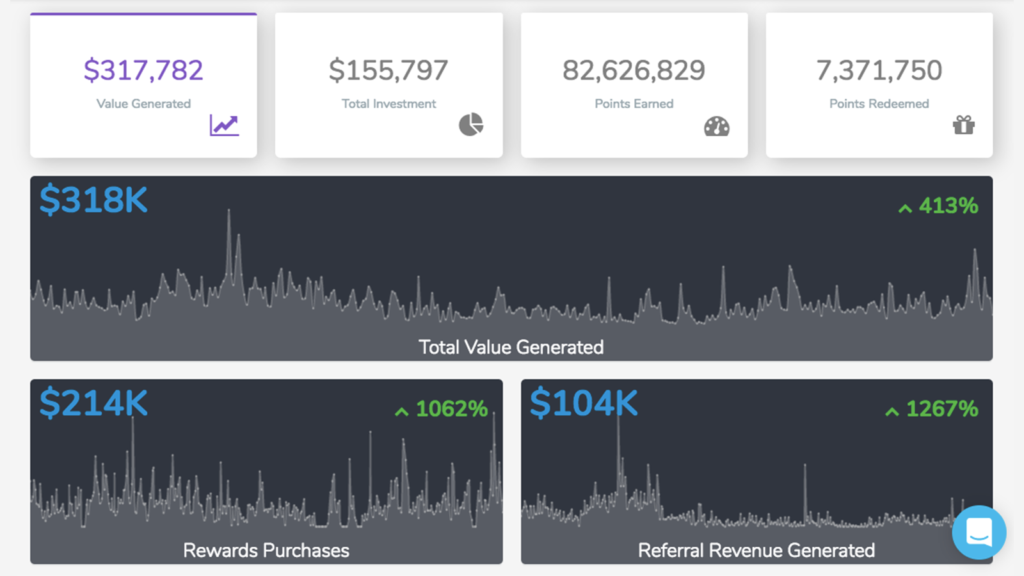 $317,782
Value Generated
$155,797
Total Investment
82,626,829
Points Earned
7,371,750
Points Redeemed
$318K
413%
Total Value Generated
$214K
1062%
Rewards Purchases
$104K
1267%
Referral Revenue Generated